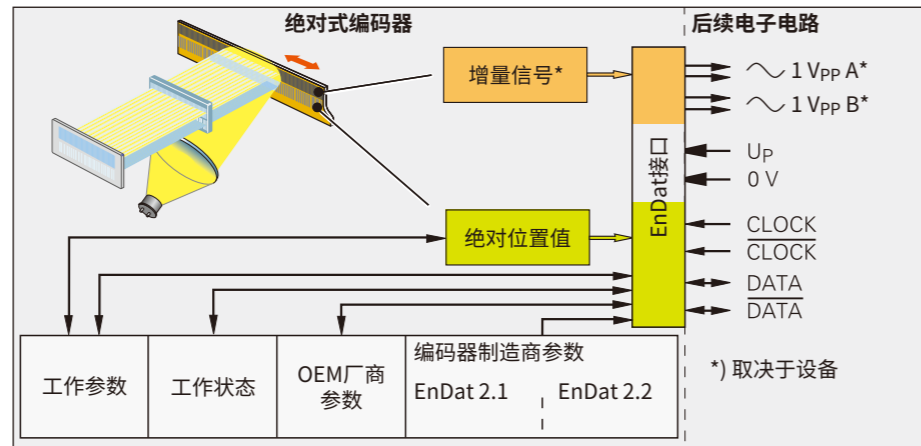 绝对式编码器
后续电子电路
增量信号*
1 VPP A*
1 VPP B*
EnDat接口
UP
0 V
绝对位置值
CLOCK
CLOCK
DATA
DATA
工作参数
工作状态
OEM厂商
参数
编码器制造商参数
EnDat 2.1
EnDat 2.2
*) 取决于设备